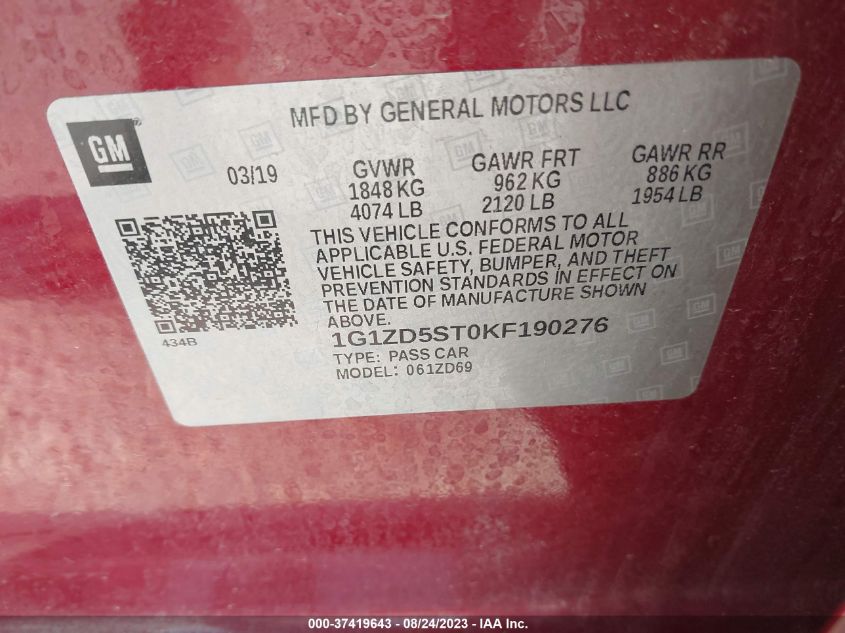 MFD BY GENERAL MOTORS LLC
GM
®
03/19
GVWR
1848 KG
4074 LB
GAWR FRT
962 KG
2120 LB
GAWR RR
886 KG
1954 LB
THIS VEHICLE CONFORMS TO ALL
APPLICABLE U.S. FEDERAL MOTOR
VEHICLE SAFETY, BUMPER, AND THEFT
PREVENTION STANDARDS IN EFFECT ON
THE DATE OF MANUFACTURE SHOWN
ABOVE.
434B
1G1ZD5ST0KF190276
TYPE: PASS CAR
MODEL: 061ZD69
000-37419643 - 08/24/2023 - IAA Inc.